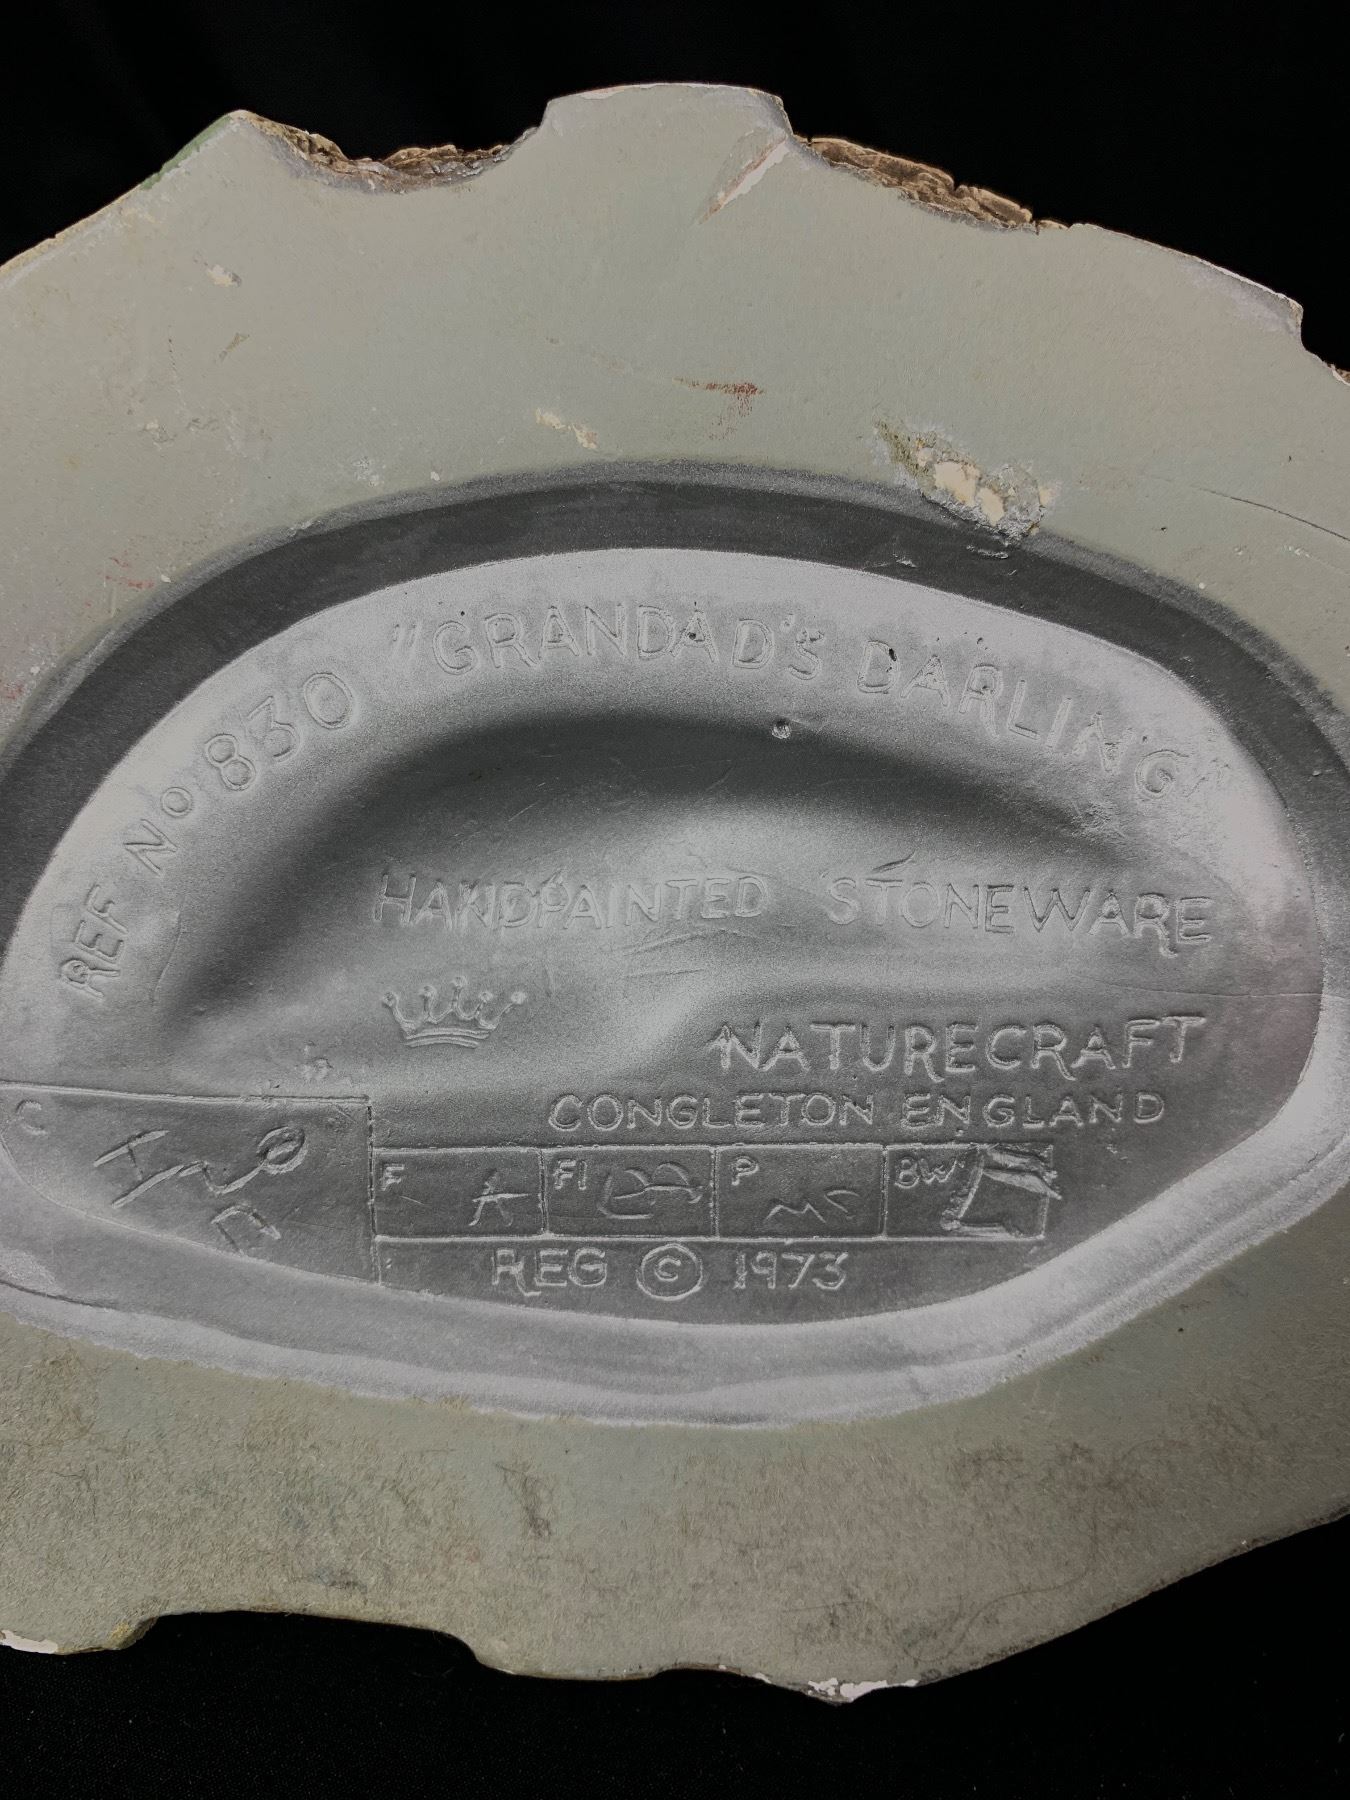 REF Nº 830 "GRANDAD'S DARLING"
HANDPAINTED STONEWARE
NATURECRAFT
CONGLETON ENGLAND
C
F A FI P BW
REG © 1973